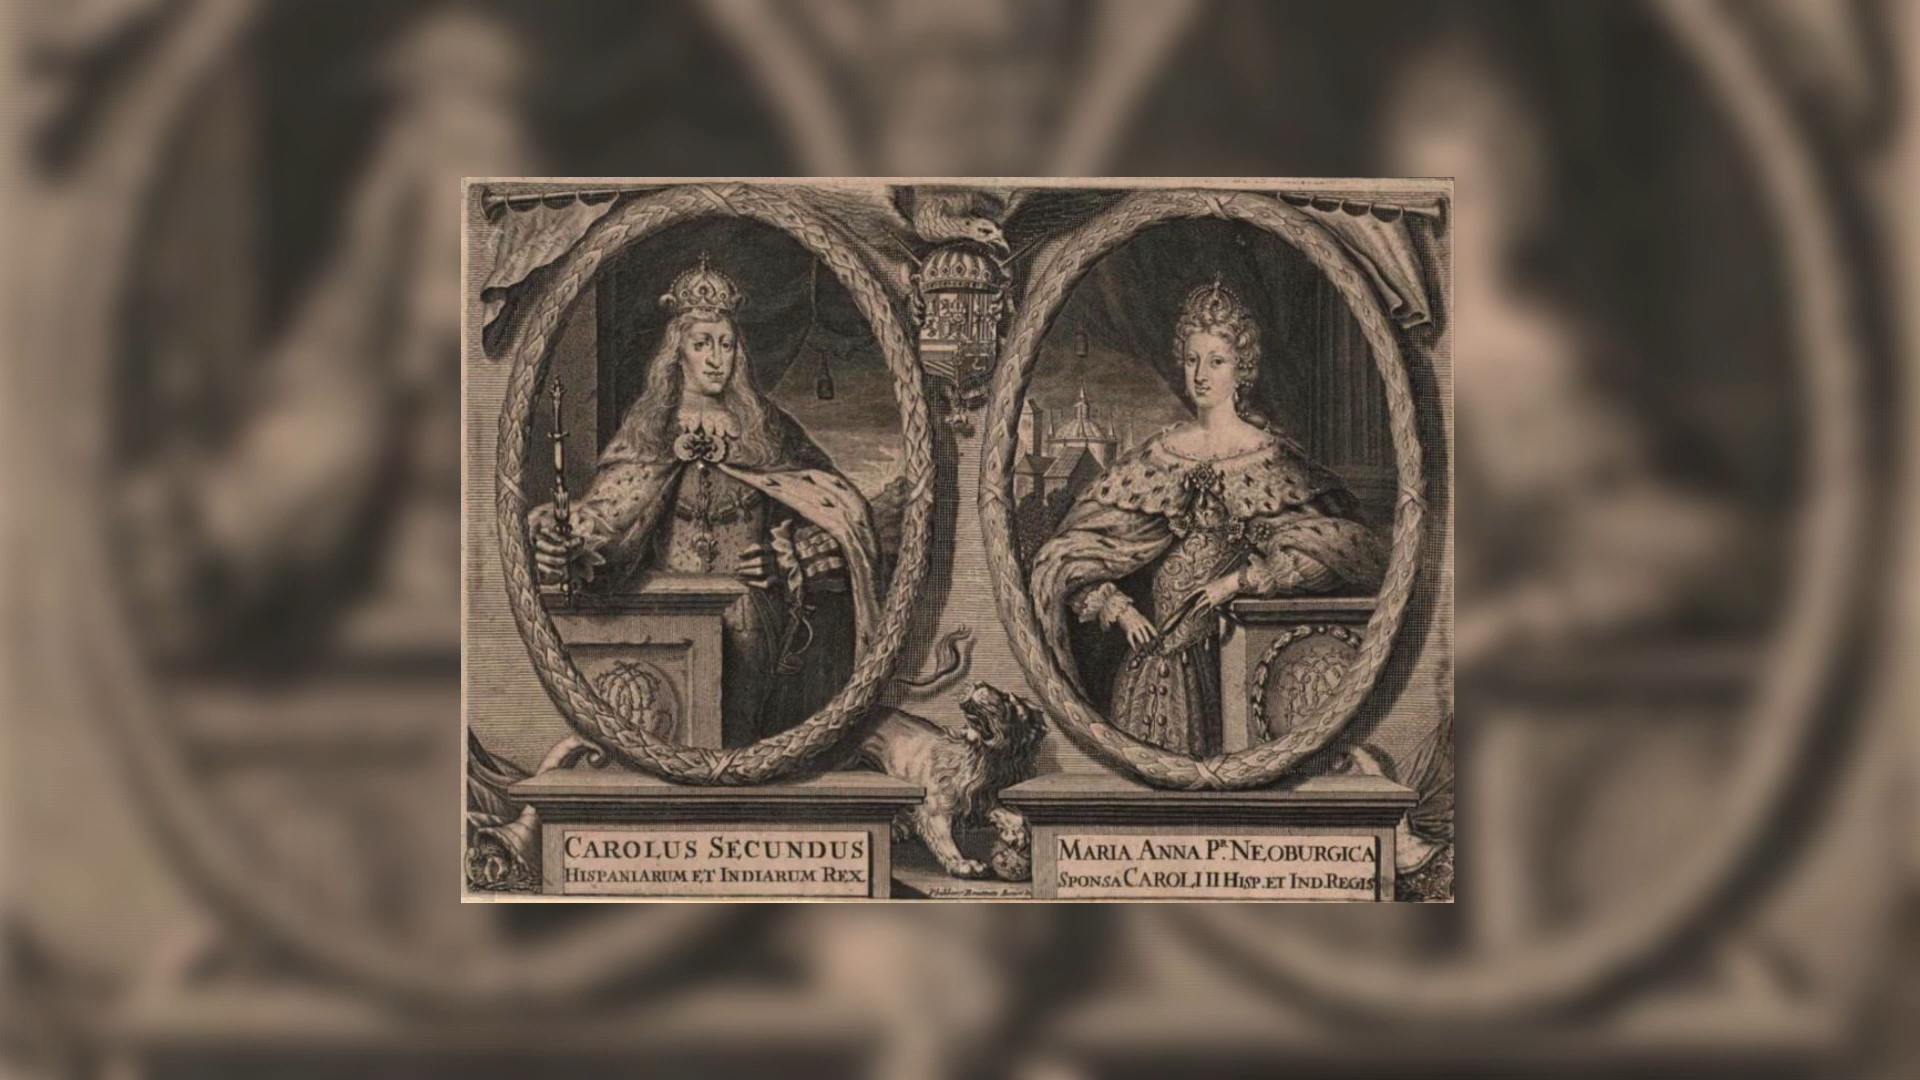 CAROLUS SECUNDUS
HISPANIARUM ET INDIARUM REX.
MARIA ANNA PR. NEOBURGICA
SPONSA CAROLI II HISP. ET IND. REGIS